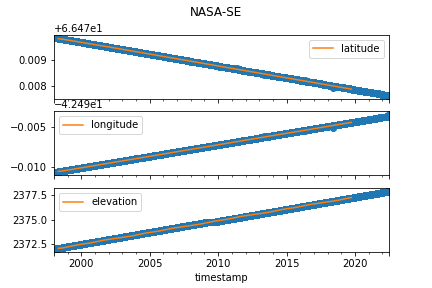 NASA-SE
+6.647e1
latitude
0.009
0.008
-4.249e1
longitude
−0.005
−0.010
elevation
2377.5
2375.0
2372.5
2000 2005 2010 2015 2020
timestamp